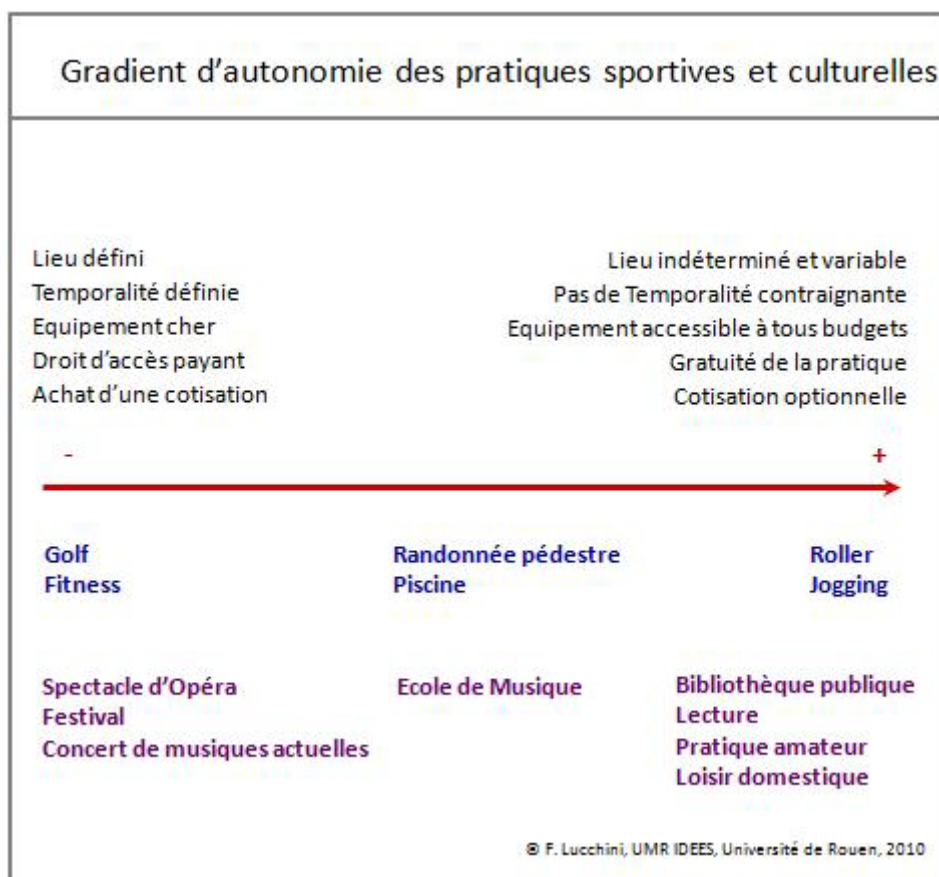 Gradient d'autonomie des pratiques sportives et culturelles
Lieu défini
Temporalité définie
Equipement cher
Droit d'accès payant
Achat d'une cotisation
Lieu indéterminé et variable
Pas de Temporalité contraignante
Equipement accessible à tous budgets
Gratuité de la pratique
Cotisation optionnelle
- +
Golf
Fitness
Randonnée pédestre
Piscine
Roller
Jogging
Spectacle d'Opéra
Festival
Concert de musiques actuelles
Ecole de Musique
Bibliothèque publique
Lecture
Pratique amateur
Loisir domestique
© F. Lucchini, UMR IDEES, Université de Rouen, 2010